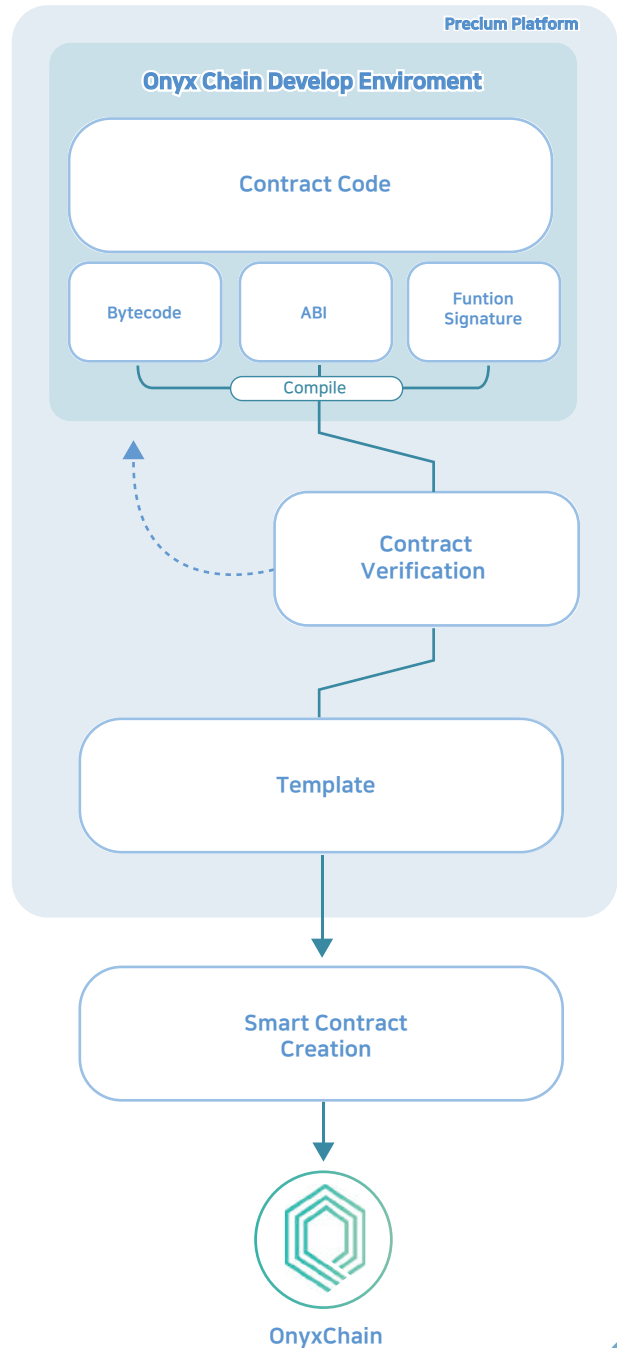 Precium Platform
Onyx Chain Develop Enviroment
Contract Code
Bytecode
ABI
Funtion
Signature
Compile
Contract
Verification
Template
Smart Contract
Creation
OnyxChain